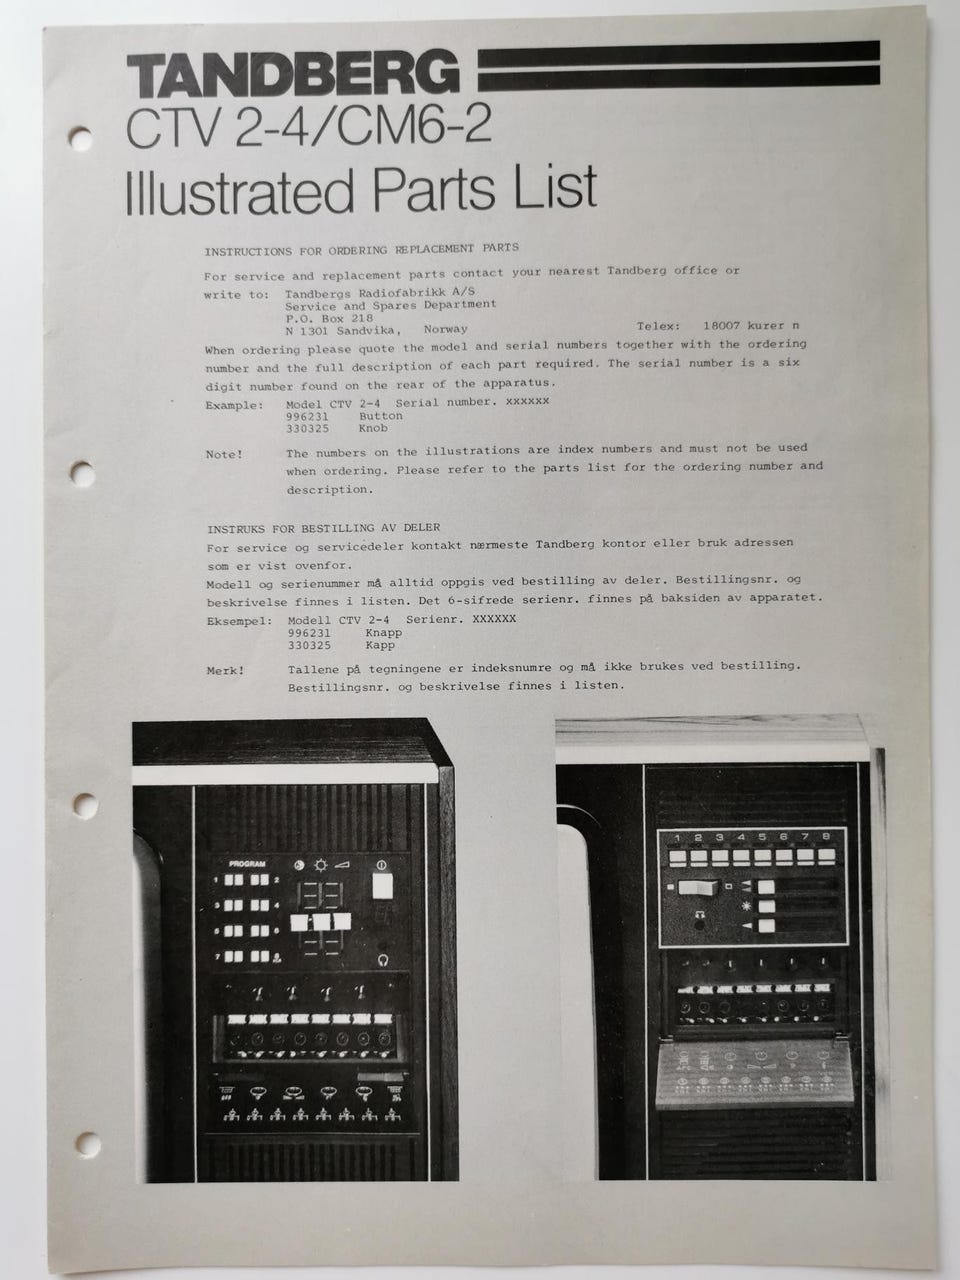 TANDBERG
CTV 2-4/CM6-2
Illustrated Parts List
INSTRUCTIONS FOR ORDERING REPLACEMENT PARTS
For service and replacement parts contact your nearest Tandberg office or
write to: Tandbergs Radiofabrikk A/S
Service and Spares Department
P.O. Box 218
N 1301 Sandvika, Norway Telex: 18007 kurer n
When ordering please quote the model and serial numbers together with the ordering
number and the full description of each part required. The serial number is a six
digit number found on the rear of the apparatus.
Example: Model CTV 2-4 Serial number. xxxxxx
996231 Button
330325 Knob
Note! The numbers on the illustrations are index numbers and must not be used
when ordering. Please refer to the parts list for the ordering number and
description.
INSTRUKS FOR BESTILLING AV DELER
For service og servicedeler kontakt nærmeste Tandberg kontor eller bruk adressen
som er vist ovenfor.
Modell og serienummer må alltid oppgis ved bestilling av deler. Bestillingsnr. og
beskrivelse finnes i listen. Det 6-sifrede serienr. finnes på baksiden av apparatet.
Eksempel: Modell CTV 2-4 Serienr. XXXXXX
996231 Knapp
330325 Kapp
Merk! Tallene på tegningene er indeksnumre og må ikke brukes ved bestilling.
Bestillingsnr. og beskrivelse finnes i listen.
PROGRAM
1 2
3 4
5 6
7 8
1 2 3 4 5 6 7 8